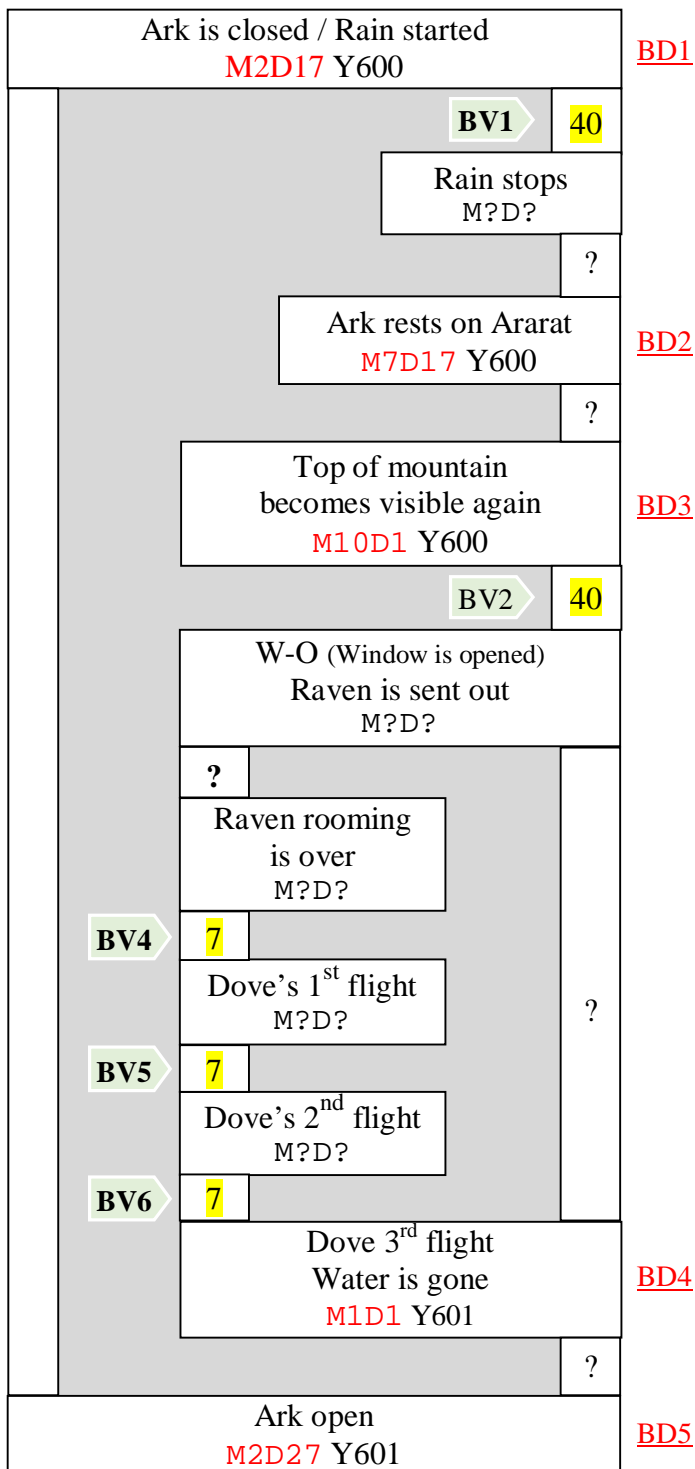 Ark is closed / Rain started
M2D17 Y600
BD1
BV1
40
Rain stops
M?D?
?
Ark rests on Ararat
M7D17 Y600
BD2
?
Top of mountain
becomes visible again
M10D1 Y600
BD3
BV2
40
W-O (Window is opened)
Raven is sent out
M?D?
?
Raven rooming
is over
M?D?
BV4
7
Dove's 1st flight
M?D?
?
BV5
7
Dove's 2nd flight
M?D?
BV6
7
Dove 3rd flight
Water is gone
M1D1 Y601
BD4
?
Ark open
M2D27 Y601
BD5